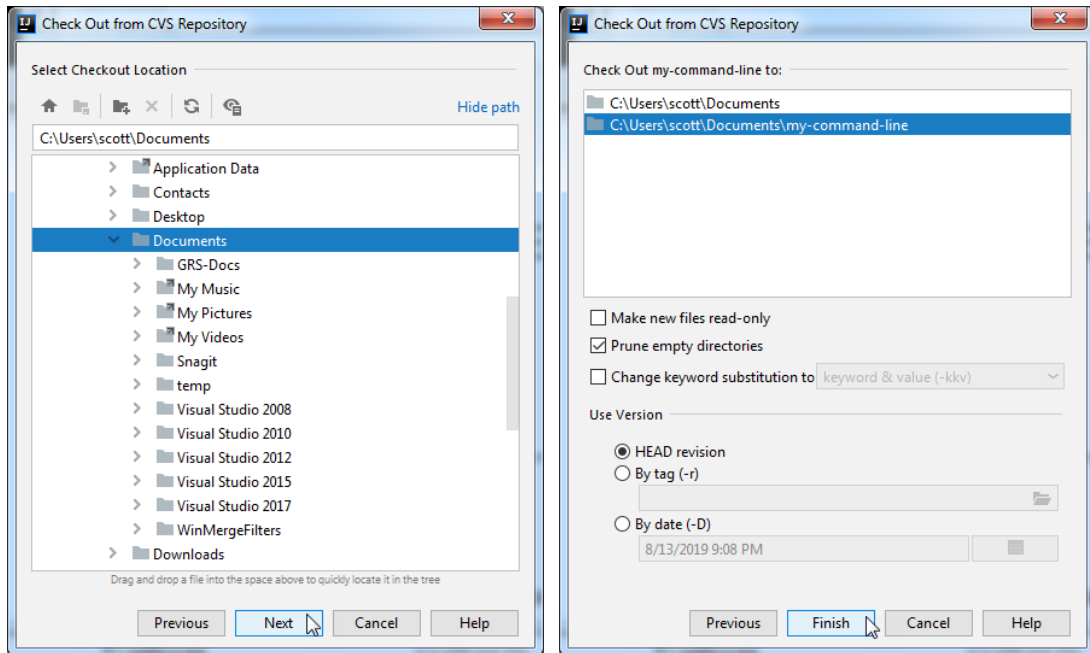 IJ Check Out from CVS Repository
Select Checkout Location
Hide path
C:\Users\scott\Documents
Application Data
Contacts
Desktop
Documents
GRS-Docs
My Music
My Pictures
My Videos
Snagit
temp
Visual Studio 2008
Visual Studio 2010
Visual Studio 2012
Visual Studio 2015
Visual Studio 2017
WinMergeFilters
Downloads
Drag and drop a file into the space above to quickly locate it in the tree
Previous Next Cancel Help
IJ Check Out from CVS Repository
Check Out my-command-line to:
C:\Users\scott\Documents
C:\Users\scott\Documents\my-command-line
Make new files read-only
Prune empty directories
Change keyword substitution to keyword & value (-kkv)
Use Version
HEAD revision
By tag (-r)
By date (-D)
8/13/2019 9:08 PM
Previous Finish Cancel Help